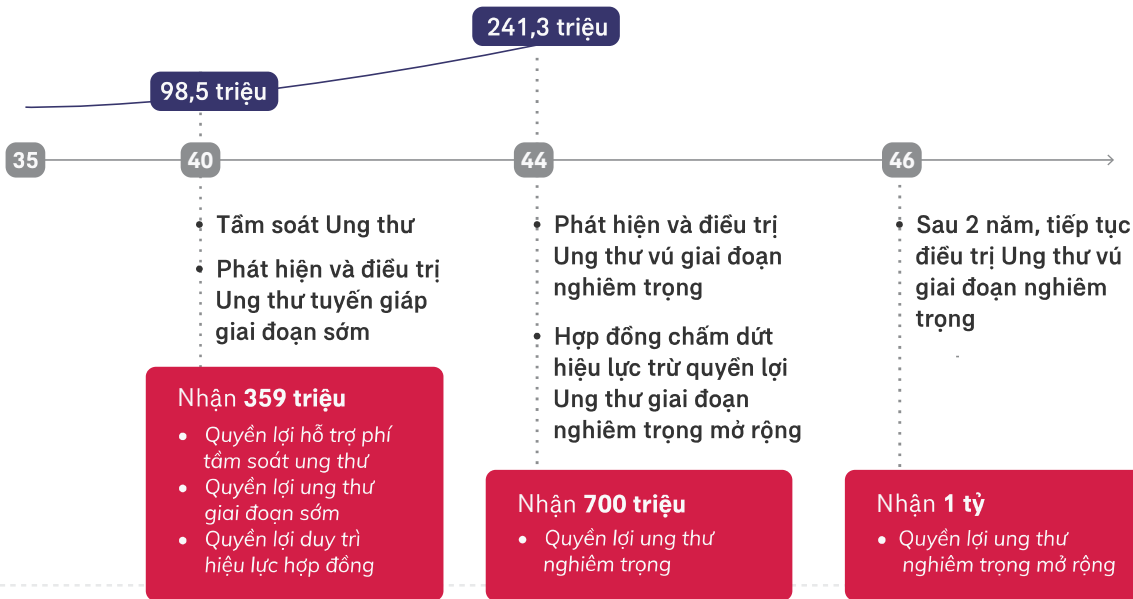 241,3 triệu
98,5 triệu
35
40
44
46
• Tầm soát Ung thư
• Phát hiện và điều trị
Ung thư tuyến giáp
giai đoạn sớm
Nhận 359 triệu
• Quyền lợi hỗ trợ phí
tầm soát ung thư
• Quyền lợi ung thư
giai đoạn sớm
• Quyền lợi duy trì
hiệu lực hợp đồng
• Phát hiện và điều trị
Ung thư vú giai đoạn
nghiêm trọng
• Hợp đồng chấm dứt
hiệu lực trừ quyền lợi
Ung thư giai đoạn
nghiêm trọng mở rộng
Nhận 700 triệu
• Quyền lợi ung thư
nghiêm trọng
• Sau 2 năm, tiếp tục
điều trị Ung thư vú
giai đoạn nghiêm
trọng
Nhận 1 tỷ
• Quyền lợi ung thư
nghiêm trọng mở rộng